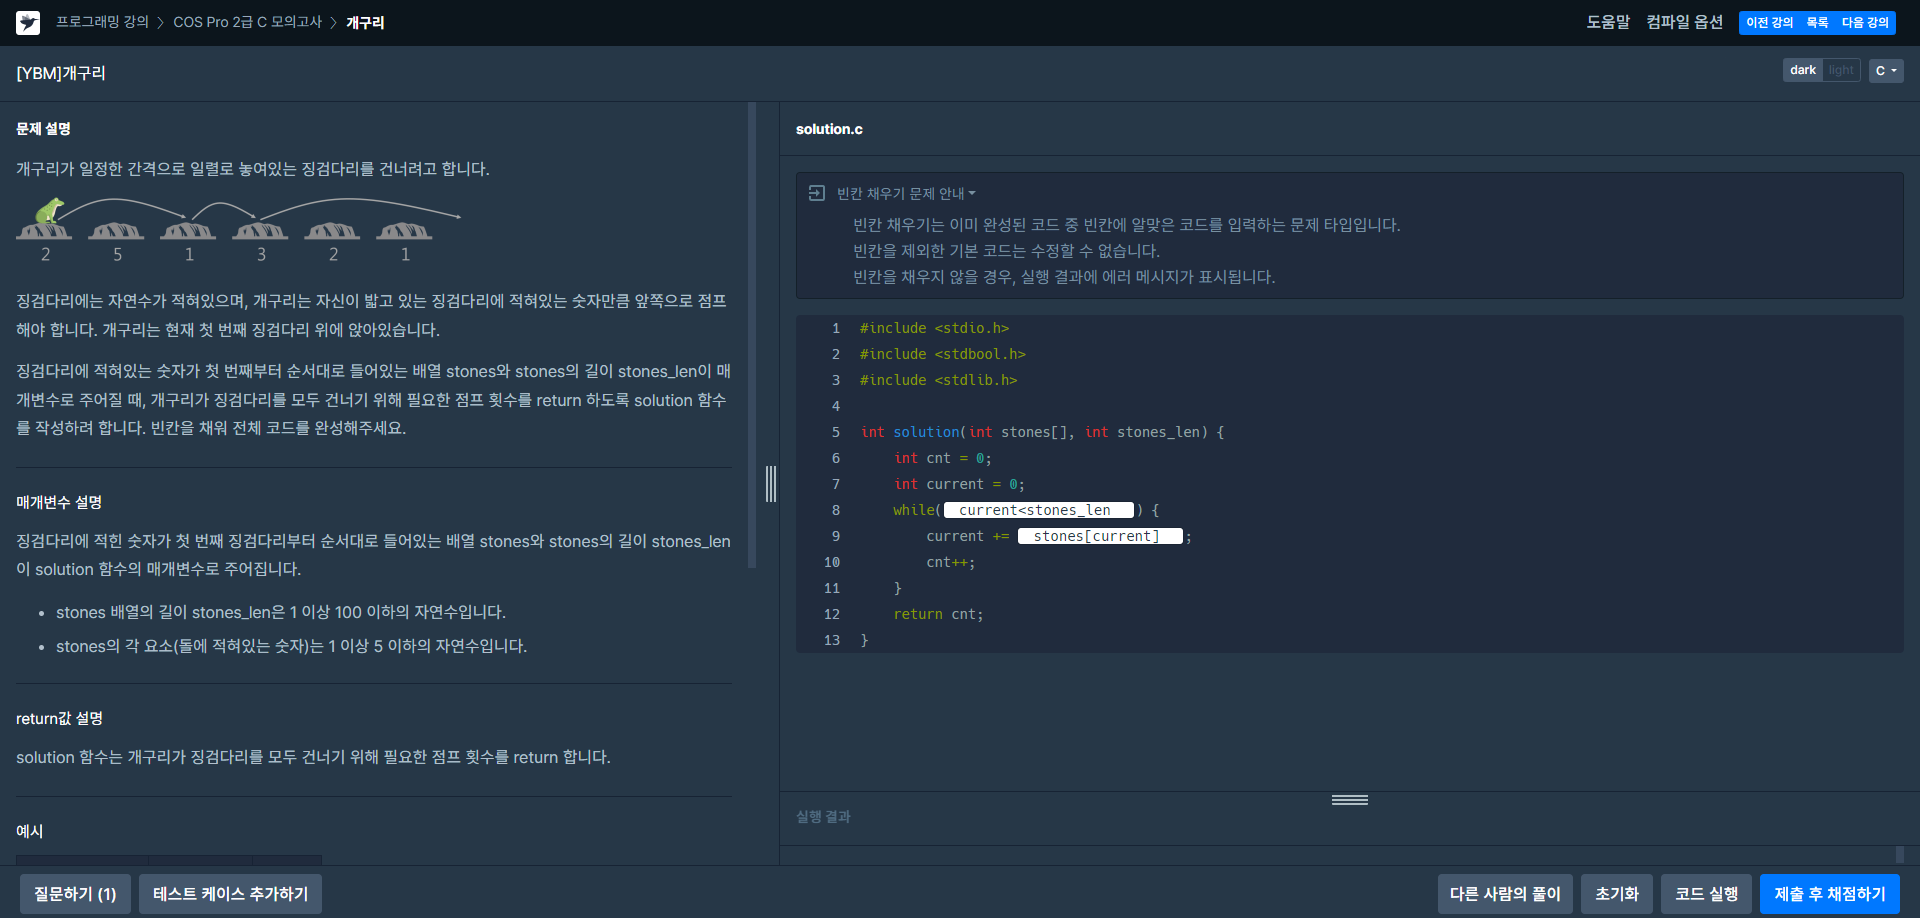 프로그래밍 강의 > COS Pro 2급 C 모의고사 > 개구리
도움말 컴파일 옵션 이전 강의 목록 다음 강의
[YBM]개구리
dark light C
문제 설명
개구리가 일정한 간격으로 일렬로 놓여있는 징검다리를 건너려고 합니다.
2 5 1 3 2 1
징검다리에는 자연수가 적혀있으며, 개구리는 자신이 밟고 있는 징검다리에 적혀있는 숫자만큼 앞쪽으로 점프
해야 합니다. 개구리는 현재 첫 번째 징검다리 위에 앉아있습니다.
징검다리에 적혀있는 숫자가 첫 번째부터 순서대로 들어있는 배열 stones와 stones의 길이 stones_len이 매
개변수로 주어질 때, 개구리가 징검다리를 모두 건너기 위해 필요한 점프 횟수를 return 하도록 solution 함수
를 작성하려 합니다. 빈칸을 채워 전체 코드를 완성해주세요.
매개변수 설명
징검다리에 적힌 숫자가 첫 번째 징검다리부터 순서대로 들어있는 배열 stones와 stones의 길이 stones_len
이 solution 함수의 매개변수로 주어집니다.
• stones 배열의 길이 stones_len은 1 이상 100 이하의 자연수입니다.
• stones의 각 요소(돌에 적혀있는 숫자)는 1 이상 5 이하의 자연수입니다.
return값 설명
solution 함수는 개구리가 징검다리를 모두 건너기 위해 필요한 점프 횟수를 return 합니다.
예시
solution.c
빈칸 채우기 문제 안내
빈칸 채우기는 이미 완성된 코드 중 빈칸에 알맞은 코드를 입력하는 문제 타입입니다.
빈칸을 제외한 기본 코드는 수정할 수 없습니다.
빈칸을 채우지 않을 경우, 실행 결과에 에러 메시지가 표시됩니다.
1 #include <stdio.h>
2 #include <stdbool.h>
3 #include <stdlib.h>
4
5 int solution(int stones[], int stones_len) {
6 int cnt = 0;
7 int current = 0;
8 while( current<stones_len ) {
9 current += stones[current] ;
10 cnt++;
11 }
12 return cnt;
13 }
실행 결과
질문하기 (1) 테스트 케이스 추가하기 다른 사람의 풀이 초기화 코드 실행 제출 후 채점하기